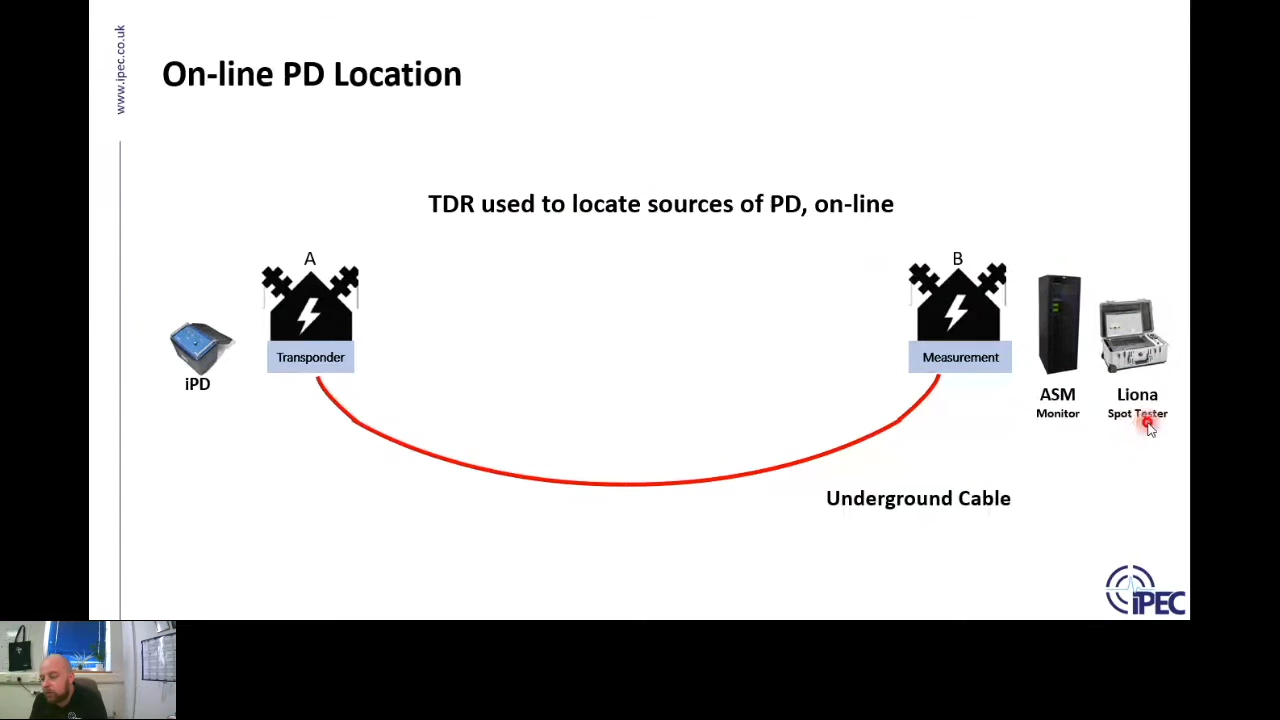 www.ipec.co.uk
On-line PD Location
TDR used to locate sources of PD, on-line
A
B
Transponder
Measurement
iPD
ASM
Monitor
Liona
Spot Tester
Underground Cable
iPEC